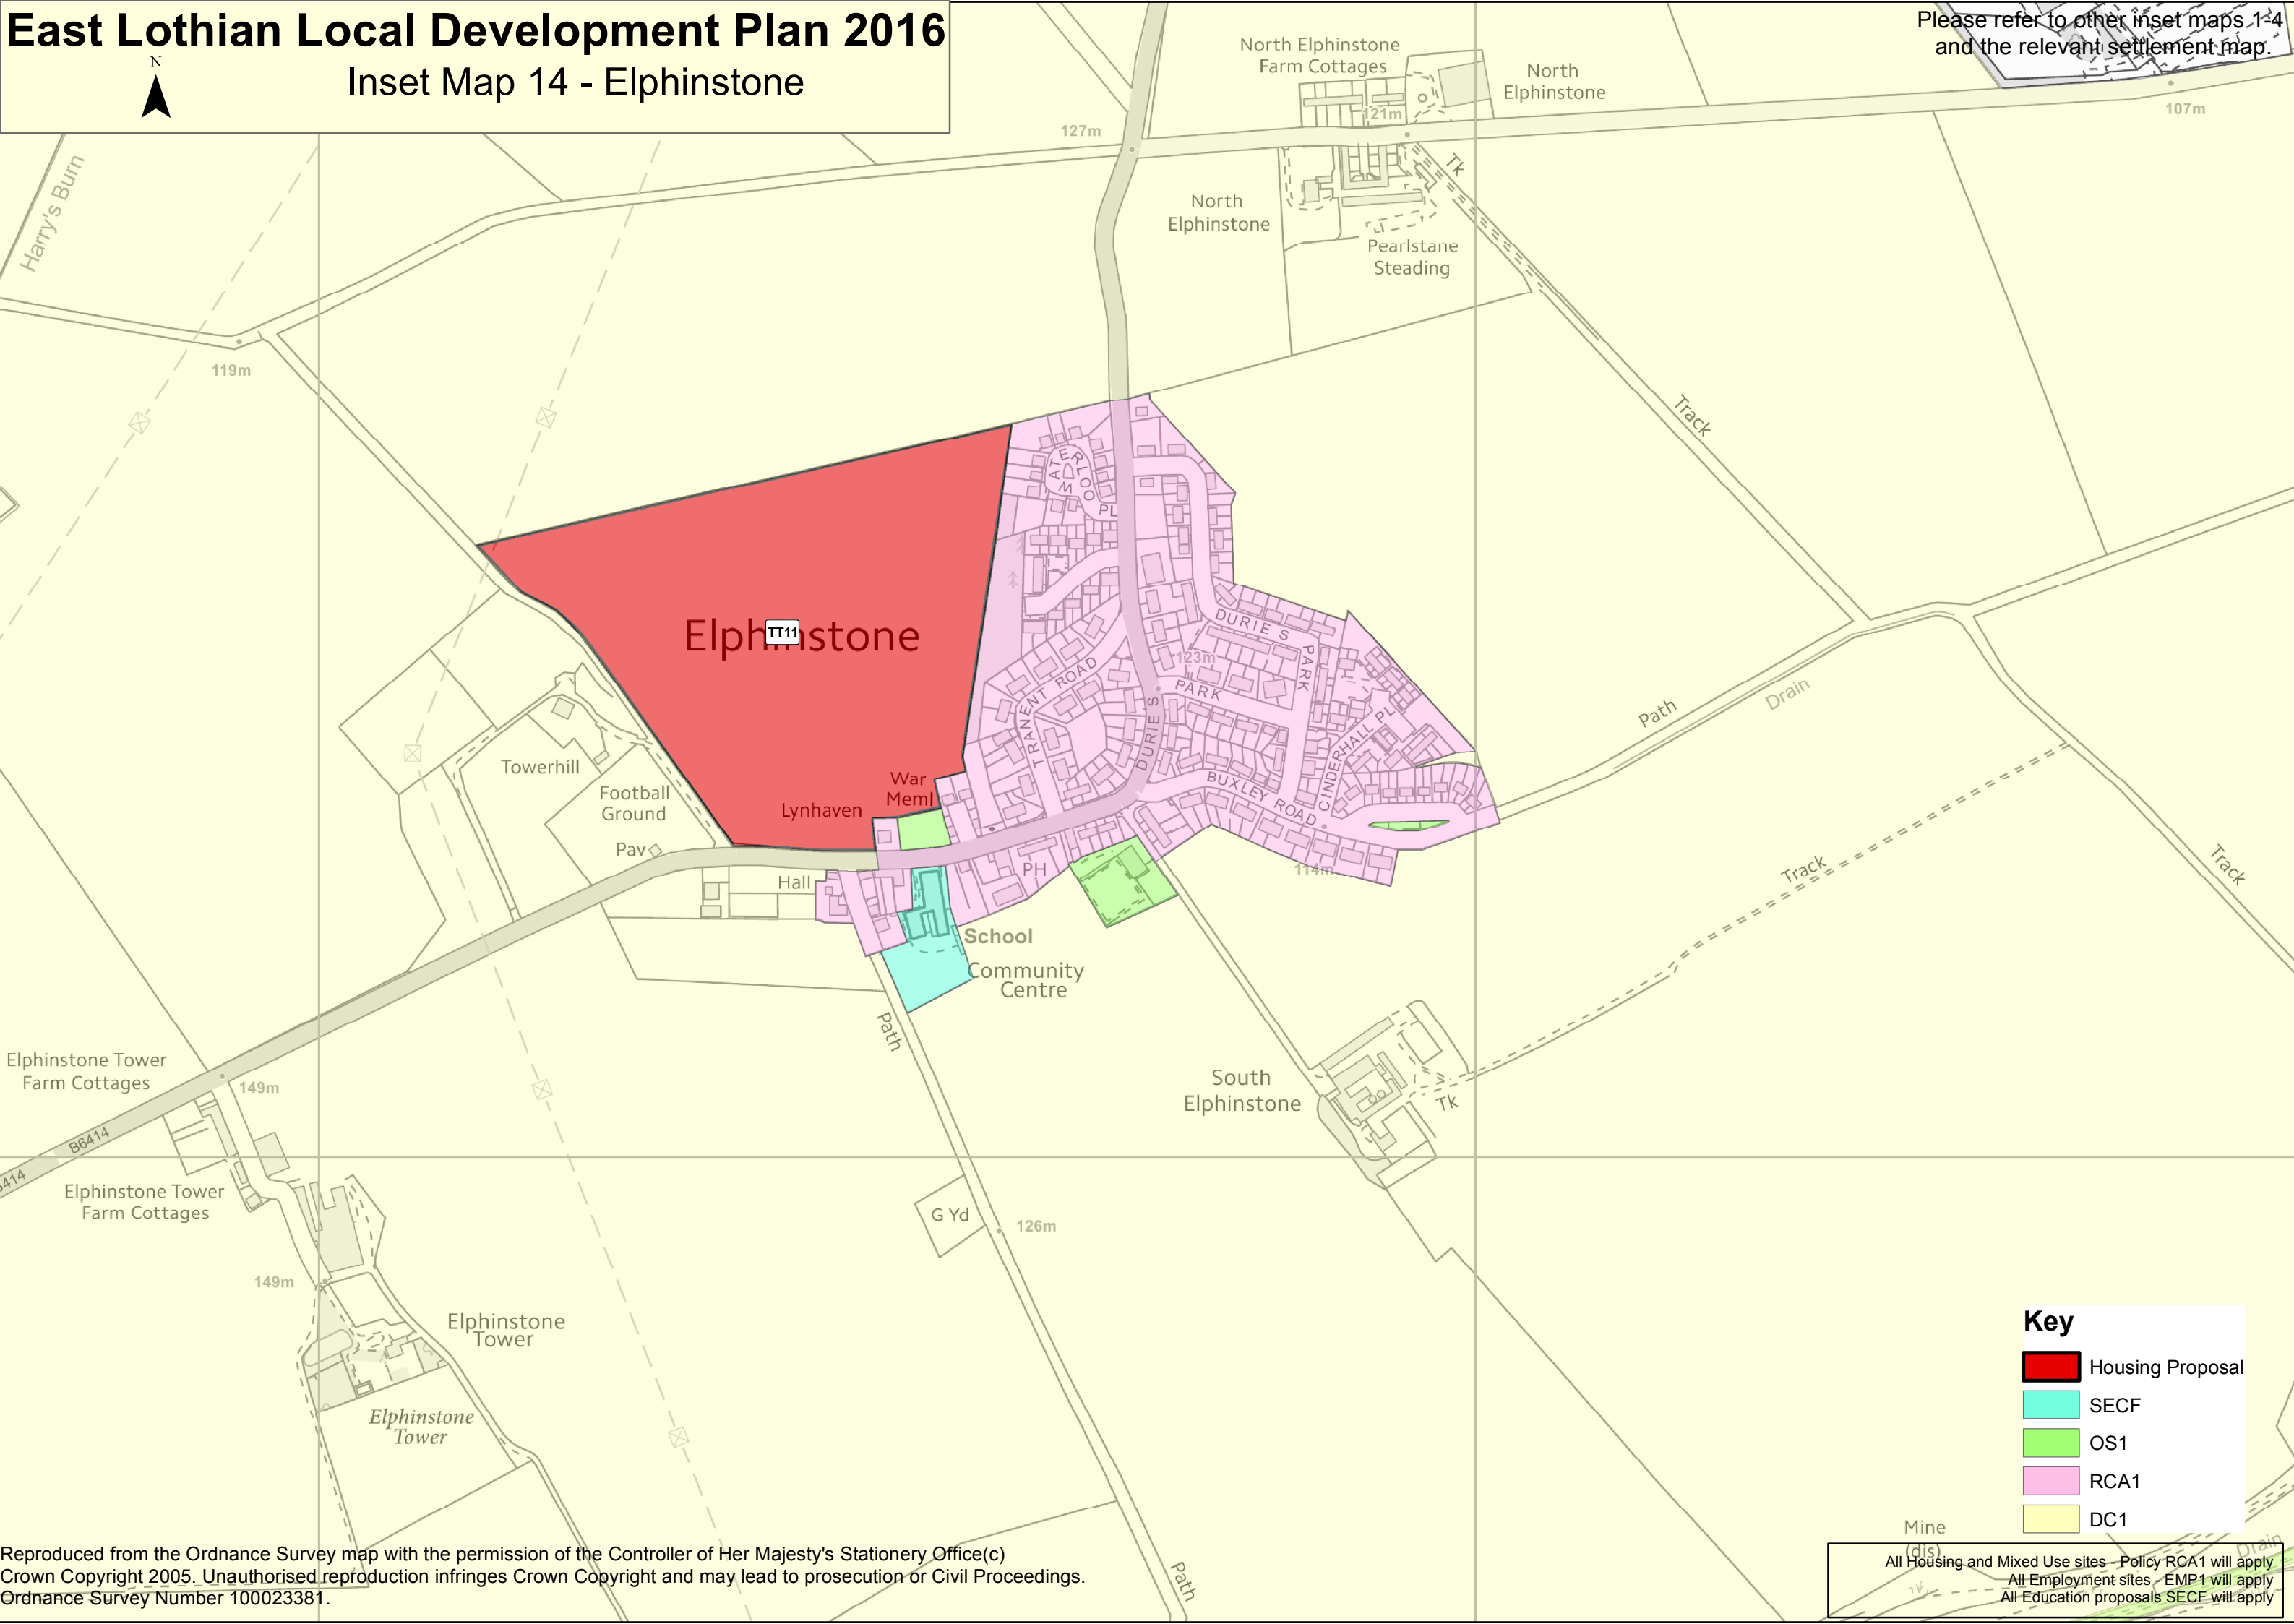 East Lothian Local Development Plan 2016
Inset Map 14 - Elphinstone
N
Please refer to other inset maps 1-4
and the relevant settlement map.
North Elphinstone
Farm Cottages
North
Elphinstone
121m
127m
107m
Tk
Harry's Burn
North
Elphinstone
Pearlstane
Steading
119m
Track
WATERLOO
PL
Elphinstone
TT11
DURIE'S
PARK
123m
PARK
TRANENT ROAD
DURIE'S
CINDERHALL PL
BUXLEY ROAD
Path
Drain
Towerhill
Football
Ground
Pav
Lynhaven
War
Meml
Hall
PH
114m
Track
Track
School
Community
Centre
Path
South
Elphinstone
Tk
Elphinstone Tower
Farm Cottages
149m
B6414
6414
Elphinstone Tower
Farm Cottages
G Yd
126m
149m
Elphinstone
Tower
Elphinstone
Tower
Path
Key
Housing Proposal
SECF
OS1
RCA1
DC1
Mine
(dis)
Drain
All Housing and Mixed Use sites - Policy RCA1 will apply
All Employment sites - EMP1 will apply
All Education proposals SECF will apply
Reproduced from the Ordnance Survey map with the permission of the Controller of Her Majesty's Stationery Office(c)
Crown Copyright 2005. Unauthorised reproduction infringes Crown Copyright and may lead to prosecution or Civil Proceedings.
Ordnance Survey Number 100023381.